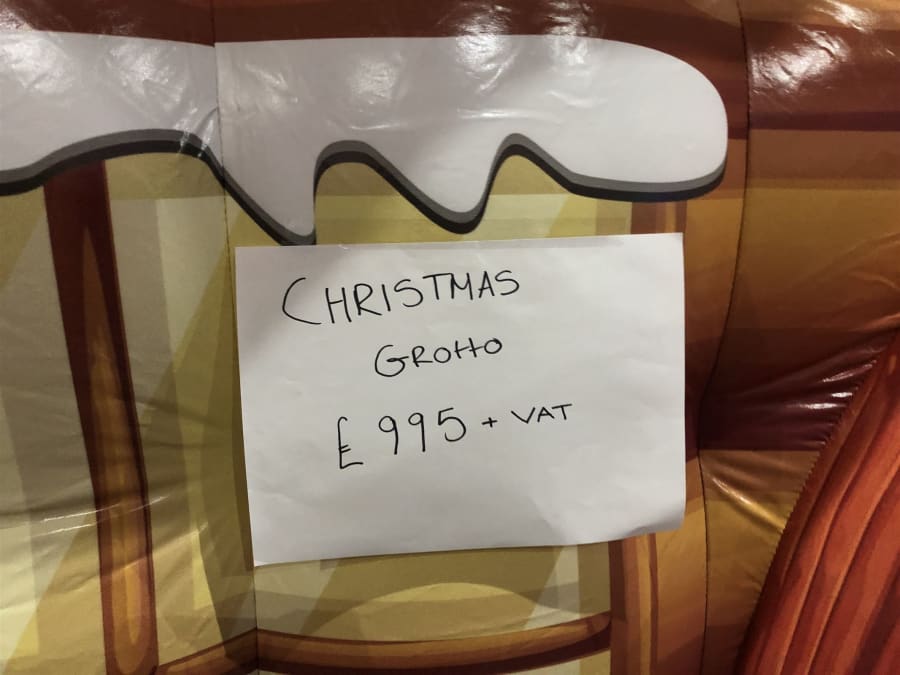 CHRISTMAS
GROTTO
£995 + VAT